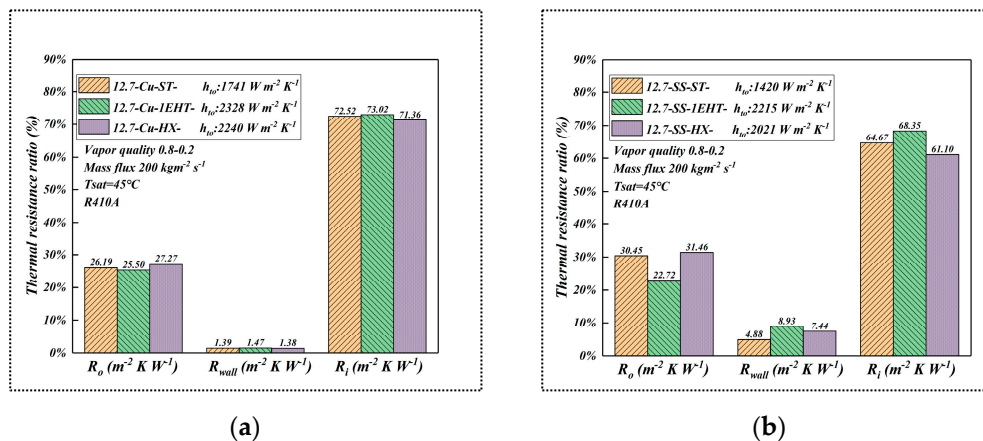 90%
80%
70%
60%
50%
40%
30%
20%
10%
0%
Thermal resistance ratio (%)
12.7-Cu-ST- h_to:1741 W m^-2 K^-1
12.7-Cu-1EHT- h_to:2328 W m^-2 K^-1
12.7-Cu-HX- h_to:2240 W m^-2 K^-1
Vapor quality 0.8-0.2
Mass flux 200 kgm^-2 s^-1
Tsat=45°C
R410A
26.19 25.50 27.27
1.39 1.47 1.38
72.52 73.02 71.36
R_o (m^-2 K W^-1) R_wall (m^-2 K W^-1) R_i (m^-2 K W^-1)
(a)
90%
80%
70%
60%
50%
40%
30%
20%
10%
0%
Thermal resistance ratio (%)
12.7-SS-ST- h_to:1420 W m^-2 K^-1
12.7-SS-1EHT- h_to:2215 W m^-2 K^-1
12.7-SS-HX- h_to:2021 W m^-2 K^-1
Vapor quality 0.8-0.2
Mass flux 200 kgm^-2 s^-1
Tsat=45°C
R410A
30.45 22.72 31.46
4.88 8.93 7.44
64.67 68.35 61.10
R_o (m^-2 K W^-1) R_wall (m^-2 K W^-1) R_i (m^-2 K W^-1)
(b)